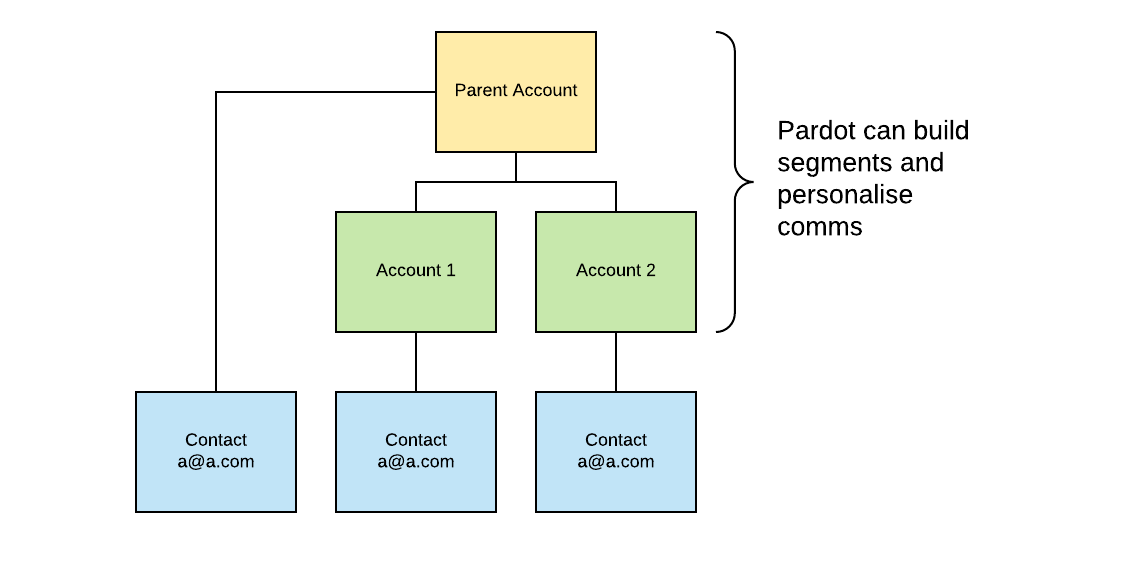 Parent Account
Pardot can build
segments and
personalise
comms
Account 1
Account 2
Contact
a@a.com
Contact
a@a.com
Contact
a@a.com